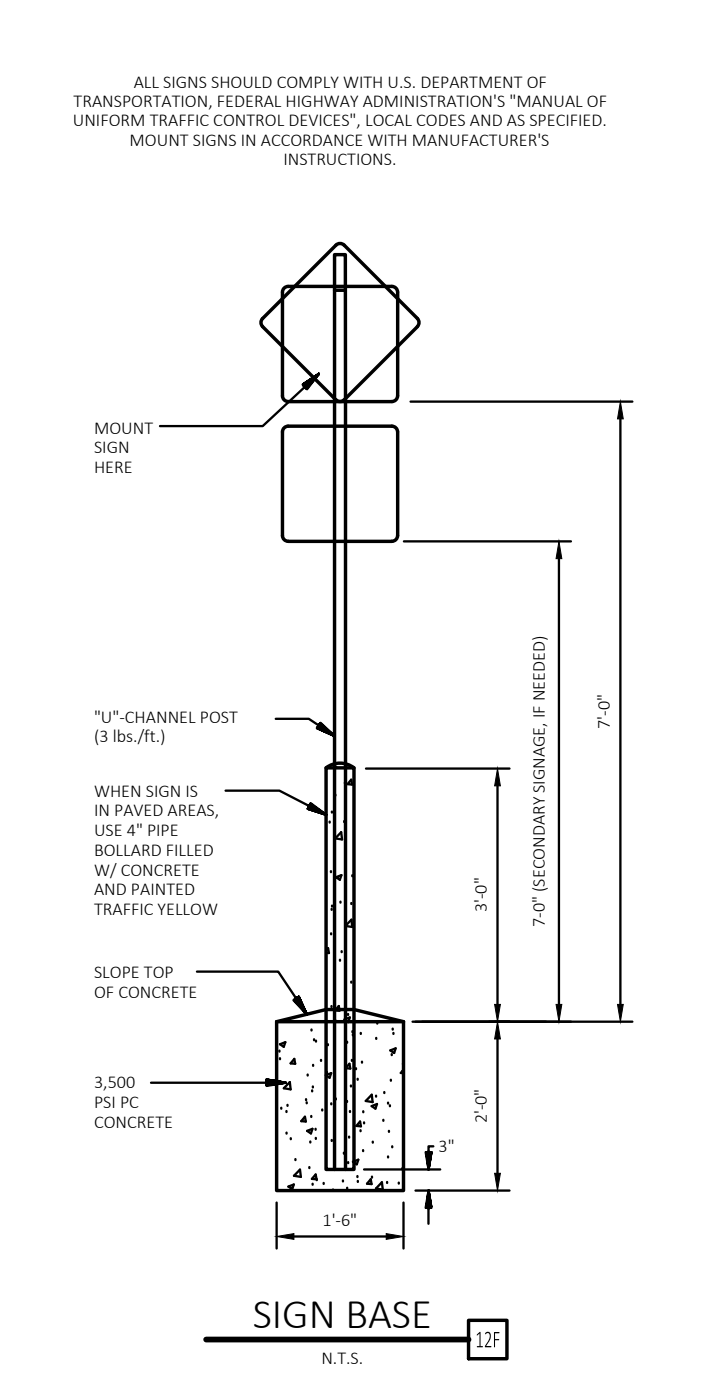 ALL SIGNS SHOULD COMPLY WITH U.S. DEPARTMENT OF
TRANSPORTATION, FEDERAL HIGHWAY ADMINISTRATION'S "MANUAL OF
UNIFORM TRAFFIC CONTROL DEVICES", LOCAL CODES AND AS SPECIFIED.
MOUNT SIGNS IN ACCORDANCE WITH MANUFACTURER'S
INSTRUCTIONS.
MOUNT
SIGN
HERE
"U"-CHANNEL POST
(3 lbs./ft.)
WHEN SIGN IS
IN PAVED AREAS,
USE 4" PIPE
BOLLARD FILLED
W/ CONCRETE
AND PAINTED
TRAFFIC YELLOW
SLOPE TOP
OF CONCRETE
3,500
PSI PC
CONCRETE
3'-0"
7-0" (SECONDARY SIGNAGE, IF NEEDED)
7'-0"
2'-0"
3"
1'-6"
SIGN BASE
12F
N.T.S.